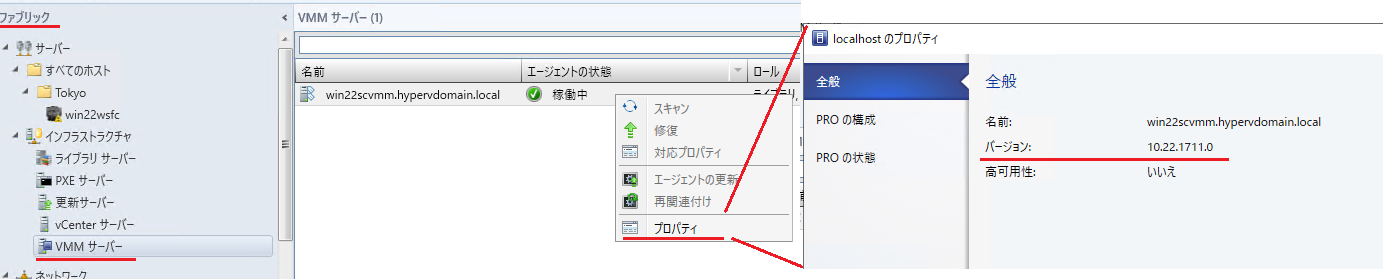 ファブリック
サーバー
すべてのホスト
Tokyo
win22wsfc
インフラストラクチャ
ライブラリ サーバー
PXE サーバー
更新サーバー
vCenter サーバー
VMM サーバー
ネットワーク
VMM サーバー (1)
名前 エージェントの状態 ロール
win22scvmm.hypervdomain.local 稼働中 ライブラリ,
スキャン
修復
対応プロパティ
エージェントの更新
再関連付け
プロパティ
localhost のプロパティ
全般
PRO の構成
PRO の状態
全般
名前: win22scvmm.hypervdomain.local
バージョン: 10.22.1711.0
高可用性: いいえ